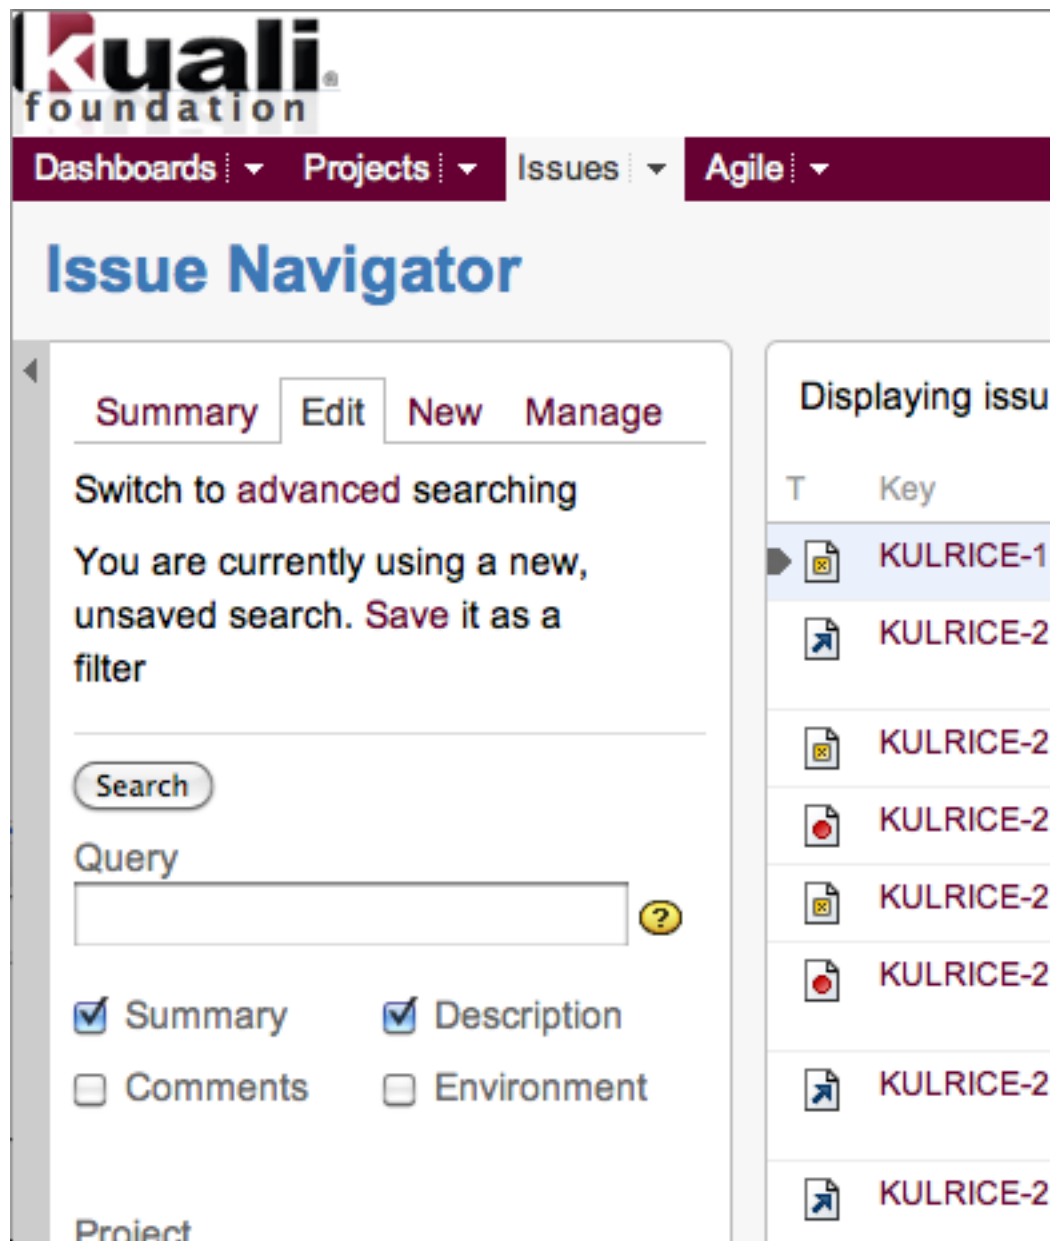 kuali®
foundation
Dashboards Projects Issues Agile
Issue Navigator
Summary Edit New Manage
Switch to advanced searching
You are currently using a new,
unsaved search. Save it as a
filter
Search
Query
?
Summary Description
Comments Environment
Project
Displaying issu
T Key
KULRICE-1
KULRICE-2
KULRICE-2
KULRICE-2
KULRICE-2
KULRICE-2
KULRICE-2
KULRICE-2